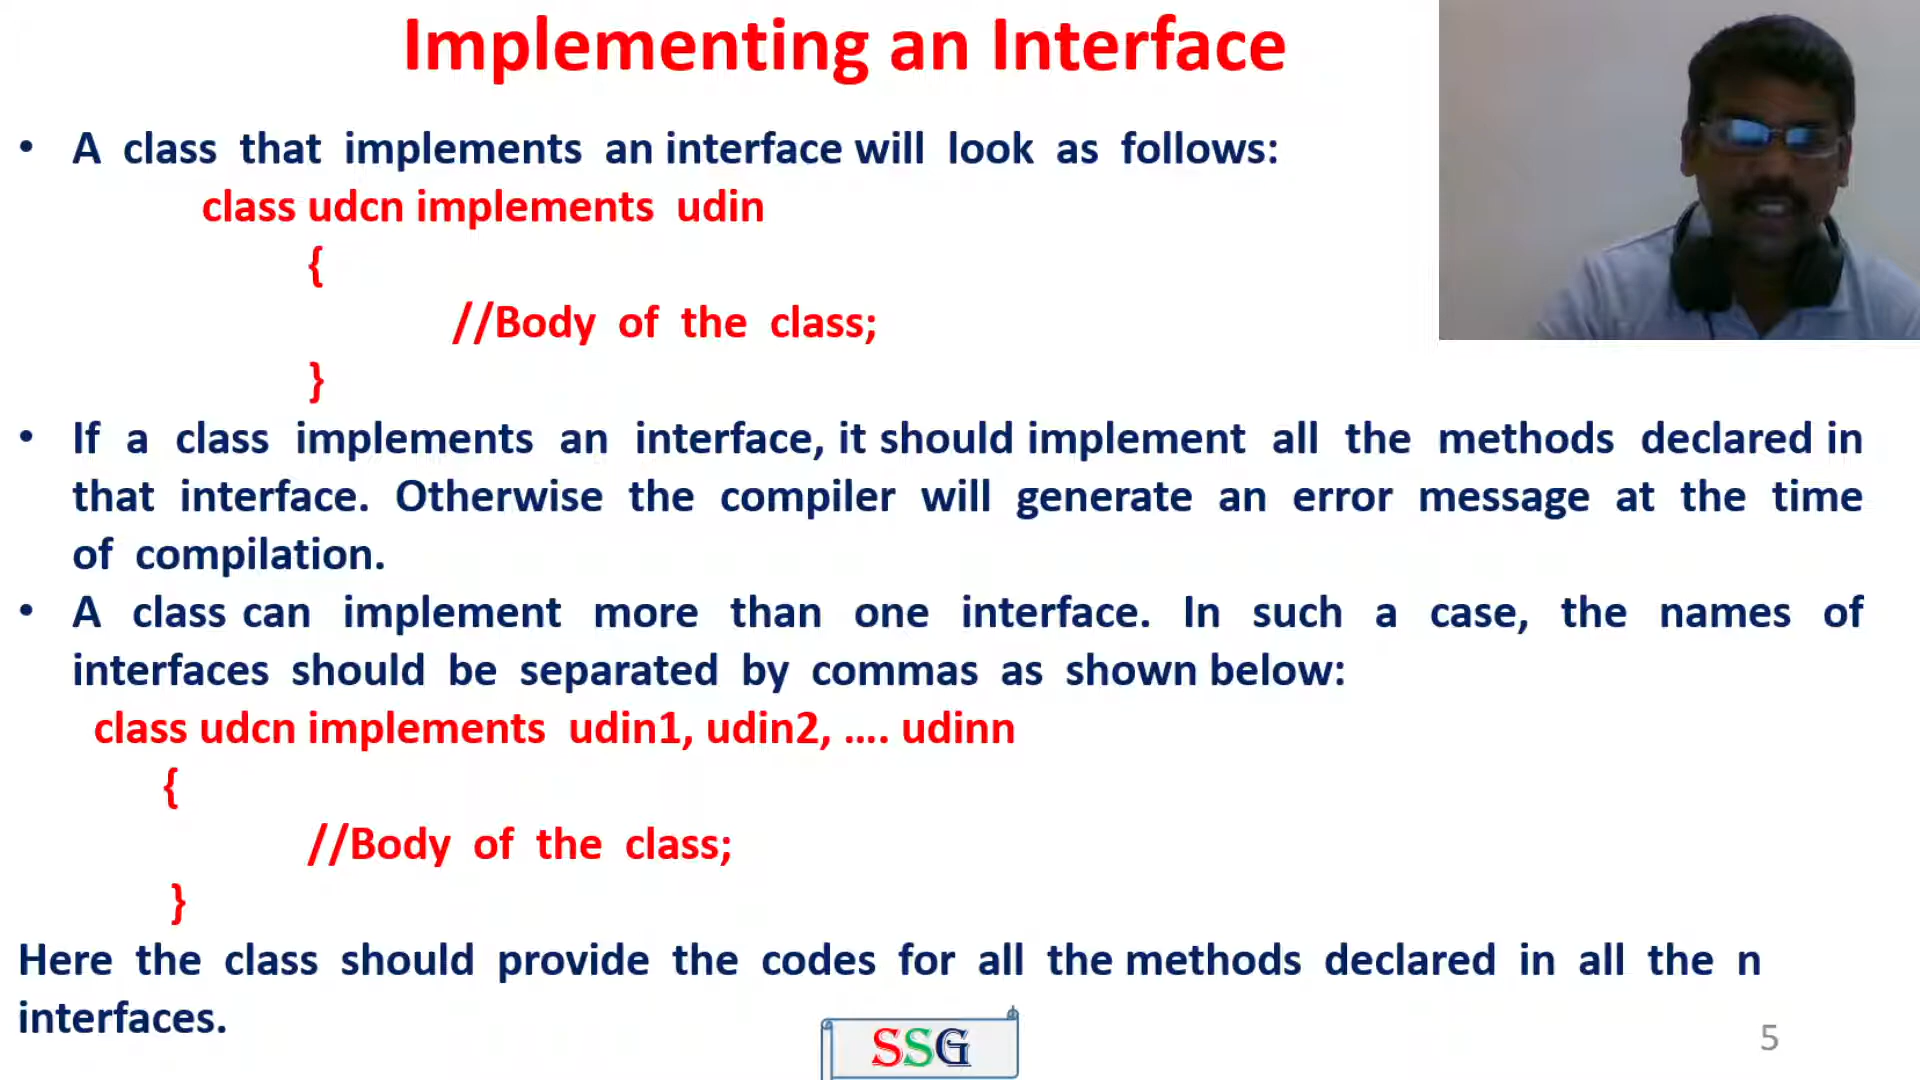 Implementing an Interface
• A class that implements an interface will look as follows:
class udcn implements udin
{
//Body of the class;
}
• If a class implements an interface, it should implement all the methods declared in
that interface. Otherwise the compiler will generate an error message at the time
of compilation.
• A class can implement more than one interface. In such a case, the names of
interfaces should be separated by commas as shown below:
class udcn implements udin1, udin2, .... udinn
{
//Body of the class;
}
Here the class should provide the codes for all the methods declared in all the n
interfaces.
SSG
5